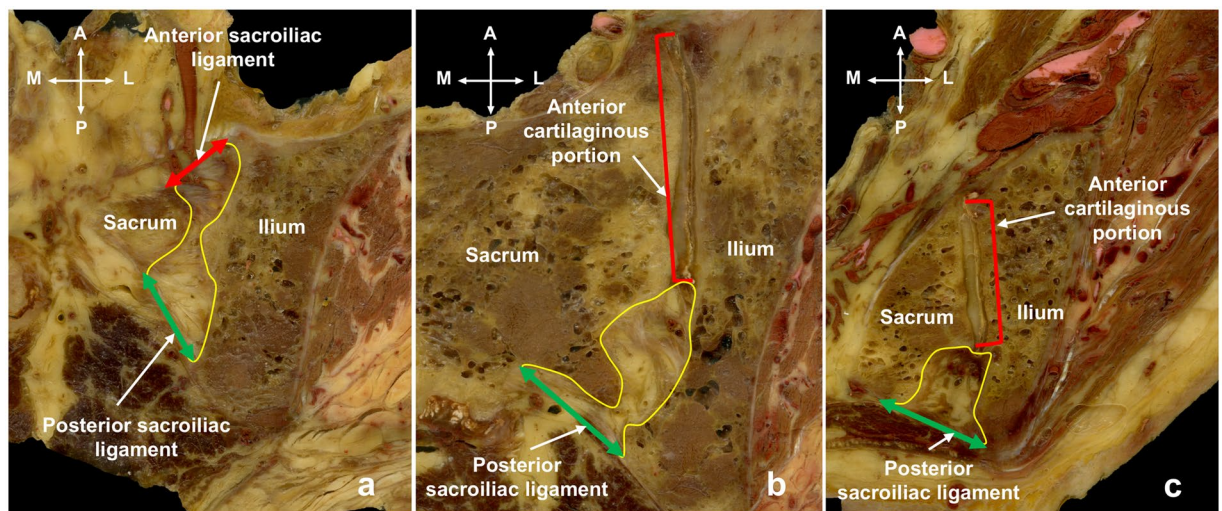 A
M
L
P
Anterior sacroiliac
ligament
Sacrum
Ilium
Posterior sacroiliac
ligament
a
A
M
L
P
Anterior
cartilaginous
portion
Sacrum
Ilium
Posterior
sacroiliac ligament
b
A
M
L
P
Anterior
cartilaginous
portion
Sacrum
Ilium
Posterior
sacroiliac ligament
c